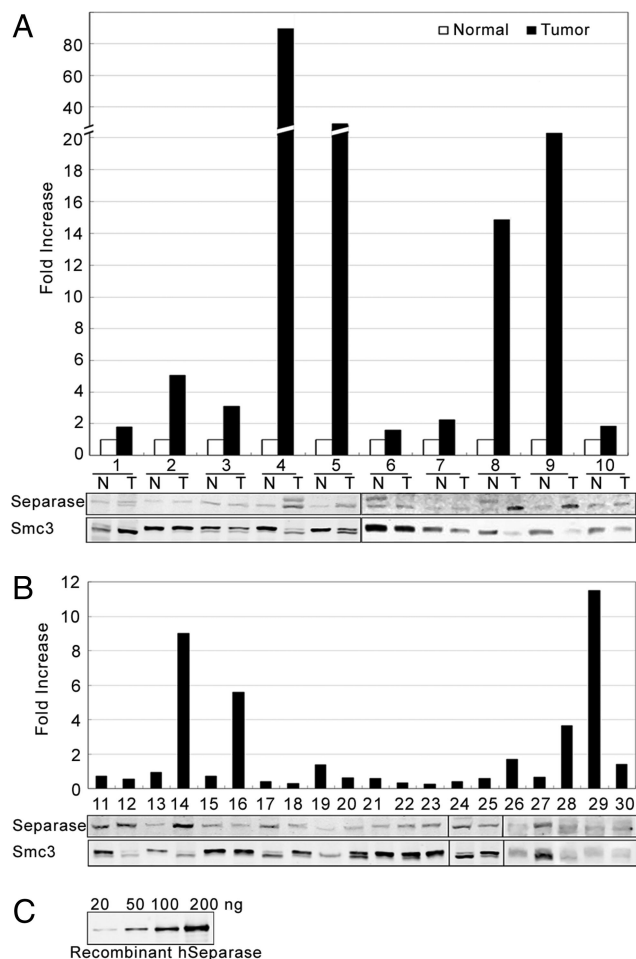 A
Normal Tumor
80
60
40
20
18
16
14
12
10
8
6
4
2
0
Fold Increase
1 2 3 4 5 6 7 8 9 10
N T N T N T N T N T N T N T N T N T N T
Separase
Smc3
B
12
10
8
6
4
2
0
Fold Increase
11 12 13 14 15 16 17 18 19 20 21 22 23 24 25 26 27 28 29 30
Separase
Smc3
C
20 50 100 200 ng
Recombinant hSeparase